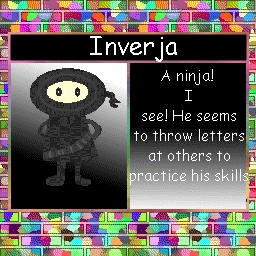 Inverja
A ninja!
I
see! He seems
to throw letters
at others to
practice his skills